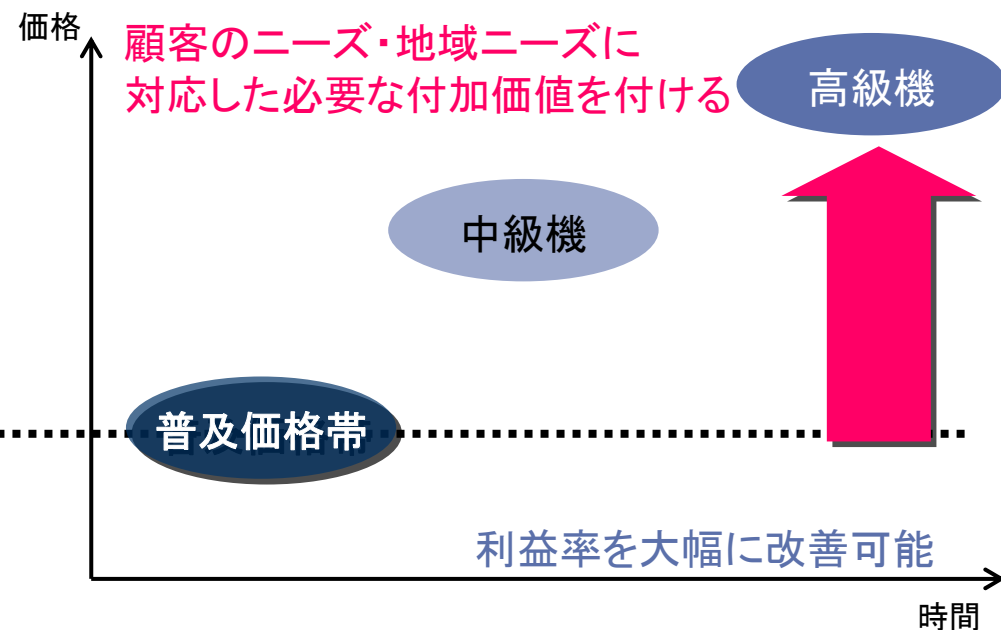 価格
顧客のニーズ・地域ニーズに
対応した必要な付加価値を付ける
高級機
中級機
普及価格帯
利益率を大幅に改善可能
時間